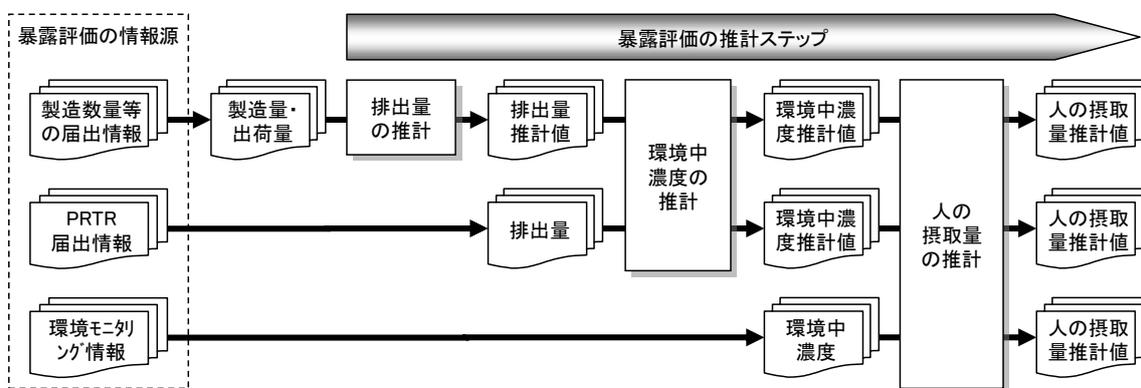 暴露評価の情報源
暴露評価の推計ステップ
製造数量等
の届出情報
製造量・
出荷量
排出量
の推計
排出量
推計値
環境中
濃度の
推計
環境中濃
度推計値
人の
摂取量
の推計
人の摂取
量推計値
PRTR
届出情報
排出量
環境中濃
度推計値
人の摂取
量推計値
環境モニタリ
ング情報
環境中
濃度
人の摂取
量推計値